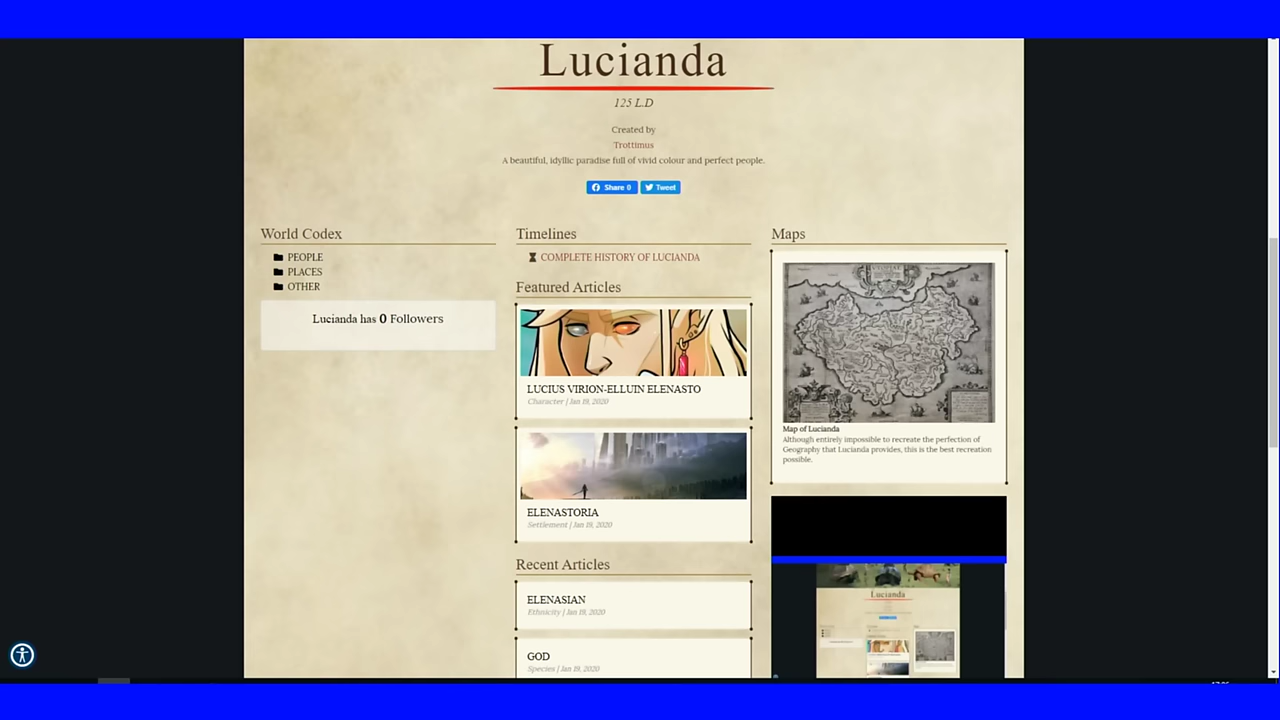 Lucianda
125 L.D
Created by
Trottimus
A beautiful, idyllic paradise full of vivid colour and perfect people.
Share 0
Tweet
World Codex
PEOPLE
PLACES
OTHER
Lucianda has 0 Followers
Timelines
COMPLETE HISTORY OF LUCIANDA
Featured Articles
LUCIUS VIRION-ELLUIN ELENASTO
Character | Jan 19, 2020
ELENASTORIA
Settlement | Jan 19, 2020
Recent Articles
ELENASIAN
Ethnicity | Jan 19, 2020
GOD
Species | Jan 19, 2020
Maps
Map of Lucianda
Although entirely impossible to recreate the perfection of
Geography that Lucianda provides, this is the best recreation
possible.
Lucianda